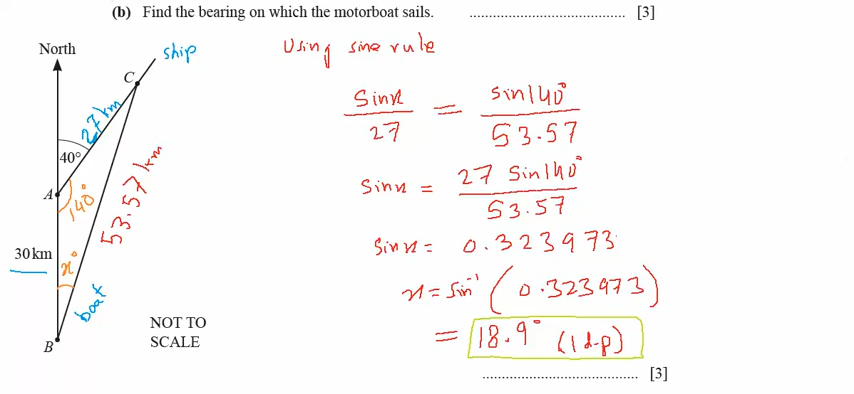 (b) Find the bearing on which the motorboat sails. ........................................ [3]
North
ship
C
27 km
40°
A
140°
53.57 km
30 km
x°
boat
B
NOT TO
SCALE
Using sine rule
sin x / 27 = sin 140° / 53.57
sin x = 27 sin 140° / 53.57
sin x = 0.323973
x = sin⁻¹ (0.323973)
= 18.9° (1 d.p)
........................................ [3]